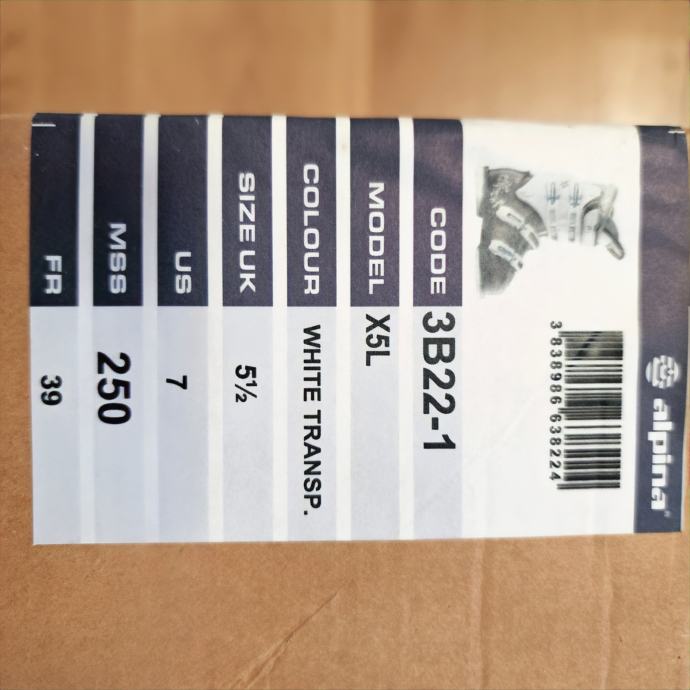 alpina®
3 838986 638224
CODE 3B22-1
MODEL X5L
COLOUR WHITE TRANSP.
SIZE UK 5½
US 7
MSS 250
FR 39